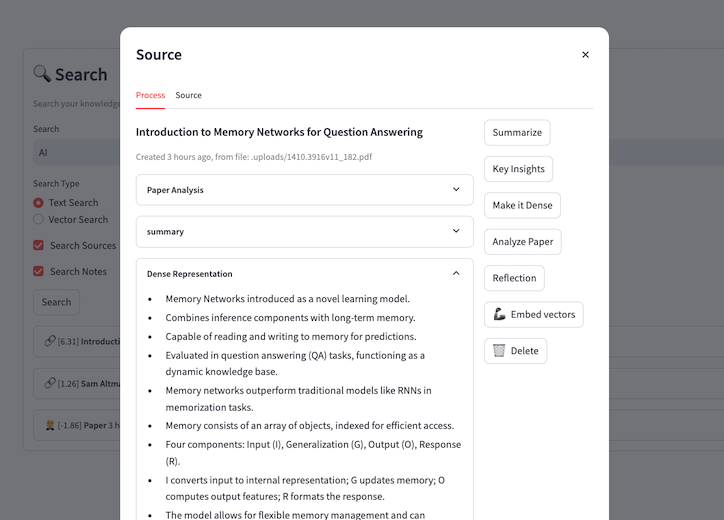 Search
Search your knowledge
Search
AI
Search Type
Text Search
Vector Search
Search Sources
Search Notes
Search
[6.31] Introducti
[1.26] Sam Altma
[-1.86] Paper 3 h
Source
Process Source
Introduction to Memory Networks for Question Answering
Created 3 hours ago, from file: .uploads/1410.3916v11_182.pdf
Paper Analysis
summary
Dense Representation
• Memory Networks introduced as a novel learning model.
• Combines inference components with long-term memory.
• Capable of reading and writing to memory for predictions.
• Evaluated in question answering (QA) tasks, functioning as a
dynamic knowledge base.
• Memory networks outperform traditional models like RNNs in
memorization tasks.
• Memory consists of an array of objects, indexed for efficient access.
• Four components: Input (I), Generalization (G), Output (O), Response
(R).
• I converts input to internal representation; G updates memory; O
computes output features; R formats the response.
• The model allows for flexible memory management and can
Summarize
Key Insights
Make it Dense
Analyze Paper
Reflection
Embed vectors
Delete